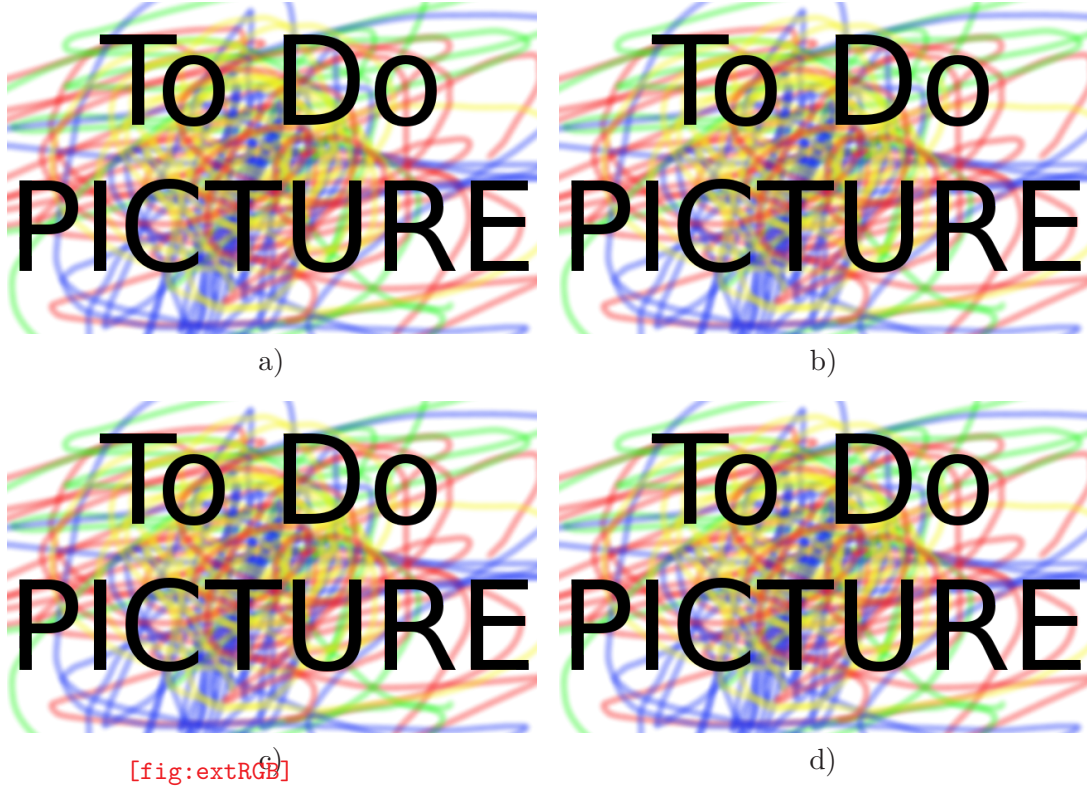 To Do To Do
PICTURE PICTURE
a) b)
To Do To Do
PICTURE PICTURE
c) d)
[fig:extRGB]